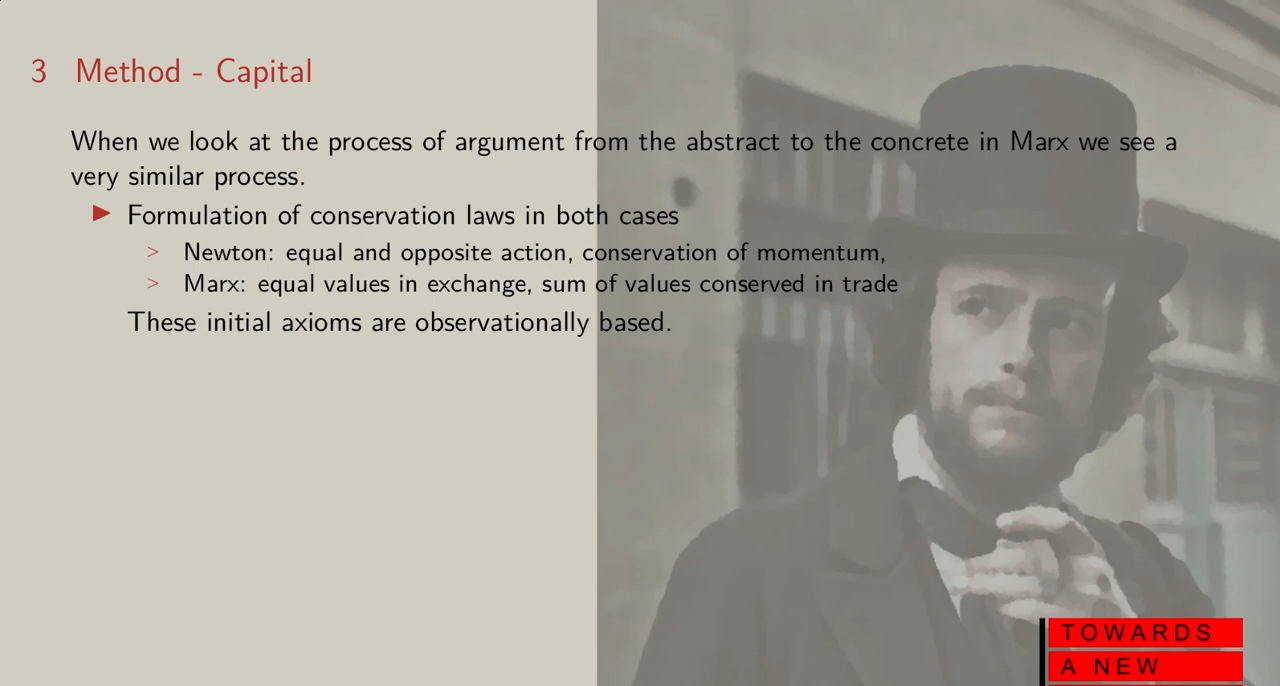 3 Method - Capital
When we look at the process of argument from the abstract to the concrete in Marx we see a
very similar process.
▶ Formulation of conservation laws in both cases
> Newton: equal and opposite action, conservation of momentum,
> Marx: equal values in exchange, sum of values conserved in trade
These initial axioms are observationally based.
TOWARDS
A NEW